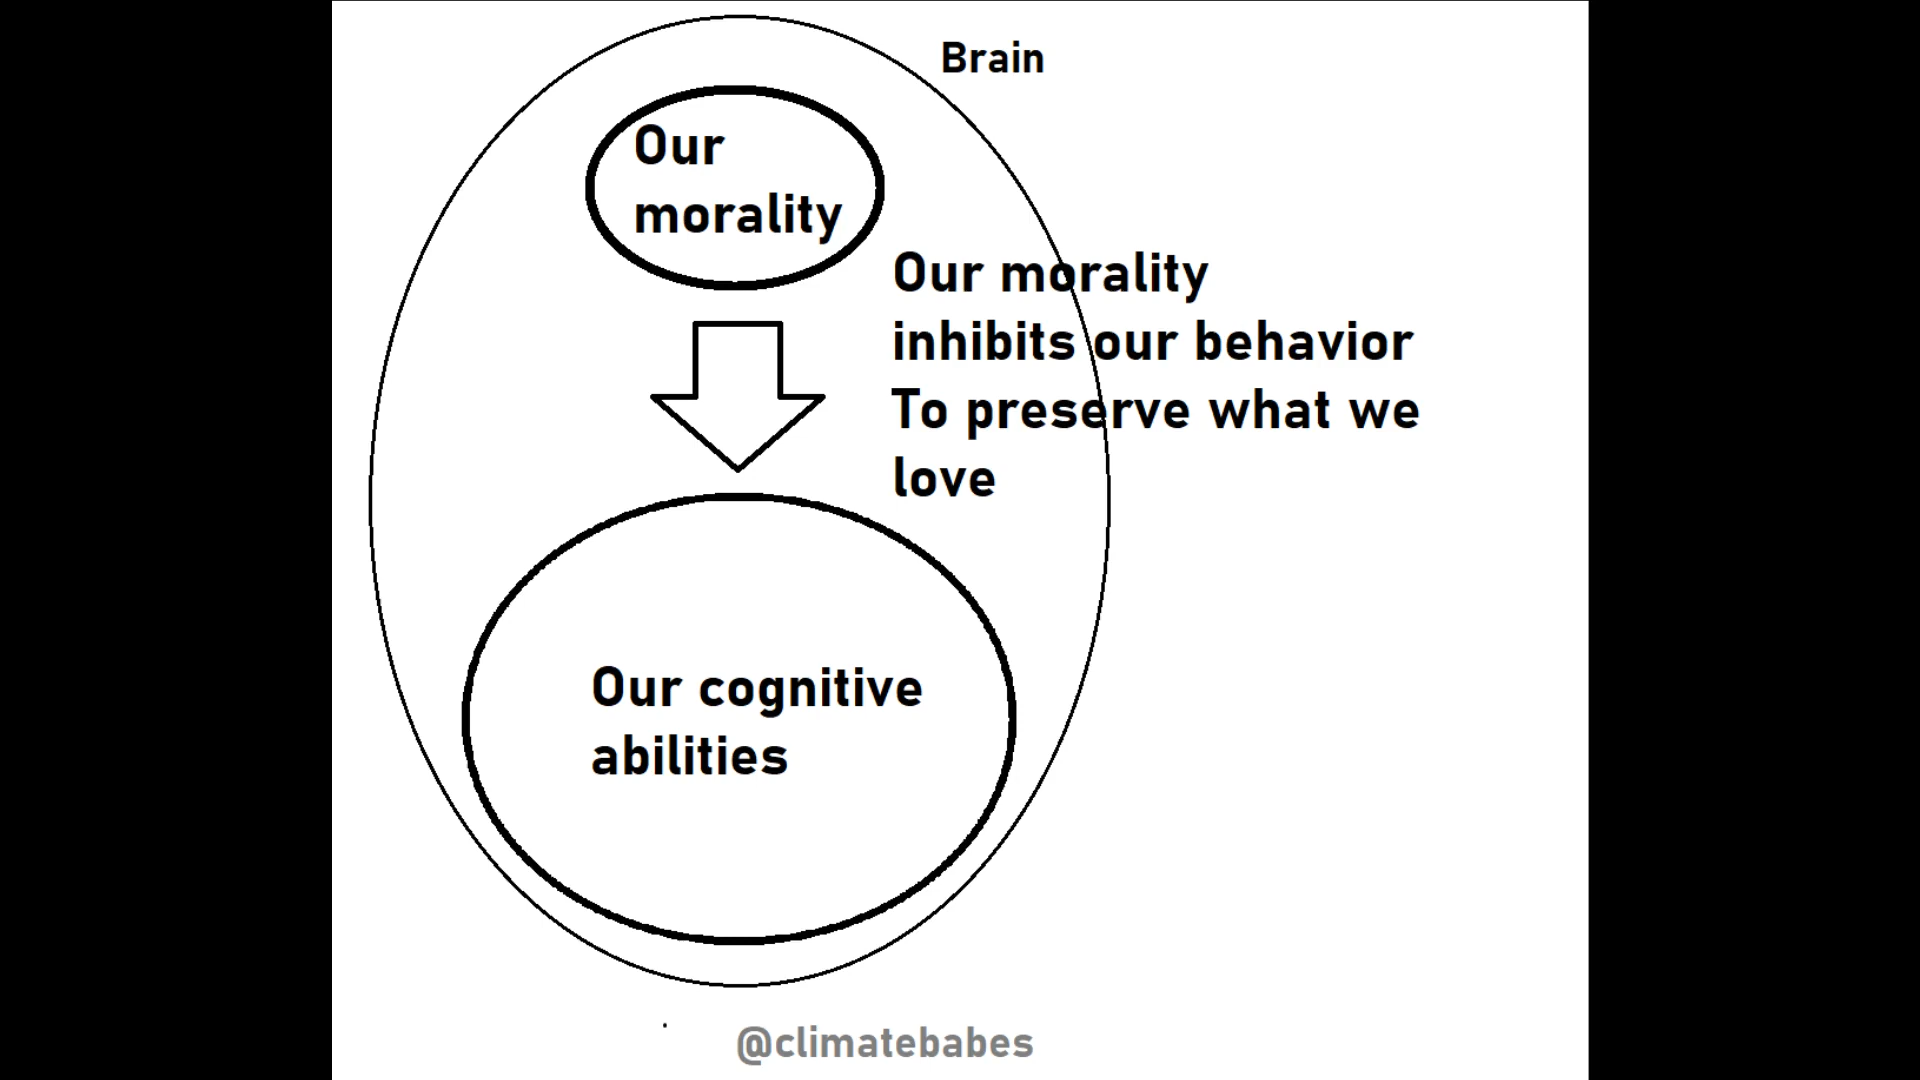 Brain
Our
morality
Our morality
inhibits our behavior
To preserve what we
love
Our cognitive
abilities
@climatebabes